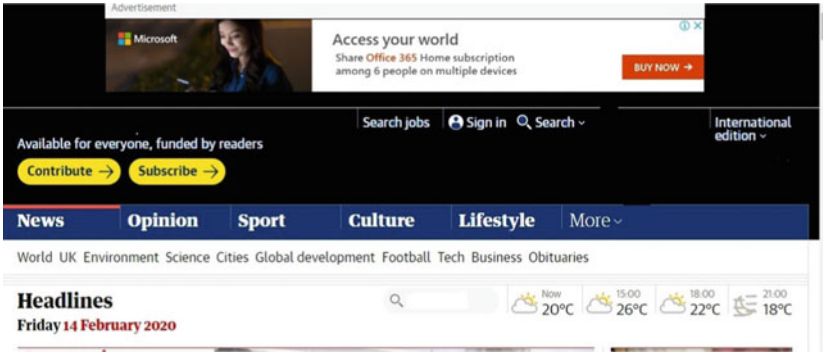 Advertisement
Microsoft
Access your world
Share Office 365 Home subscription
among 6 people on multiple devices
BUY NOW →
Search jobs Sign in Search
International
edition
Available for everyone, funded by readers
Contribute → Subscribe →
News Opinion Sport Culture Lifestyle More
World UK Environment Science Cities Global development Football Tech Business Obituaries
Headlines
Friday 14 February 2020
Now 15:00 18:00 21:00
20°C 26°C 22°C 18°C